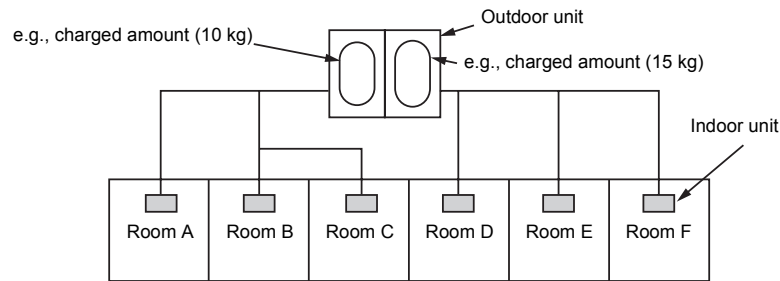 Outdoor unit
e.g., charged amount (10 kg)
e.g., charged amount (15 kg)
Indoor unit
Room A
Room B
Room C
Room D
Room E
Room F